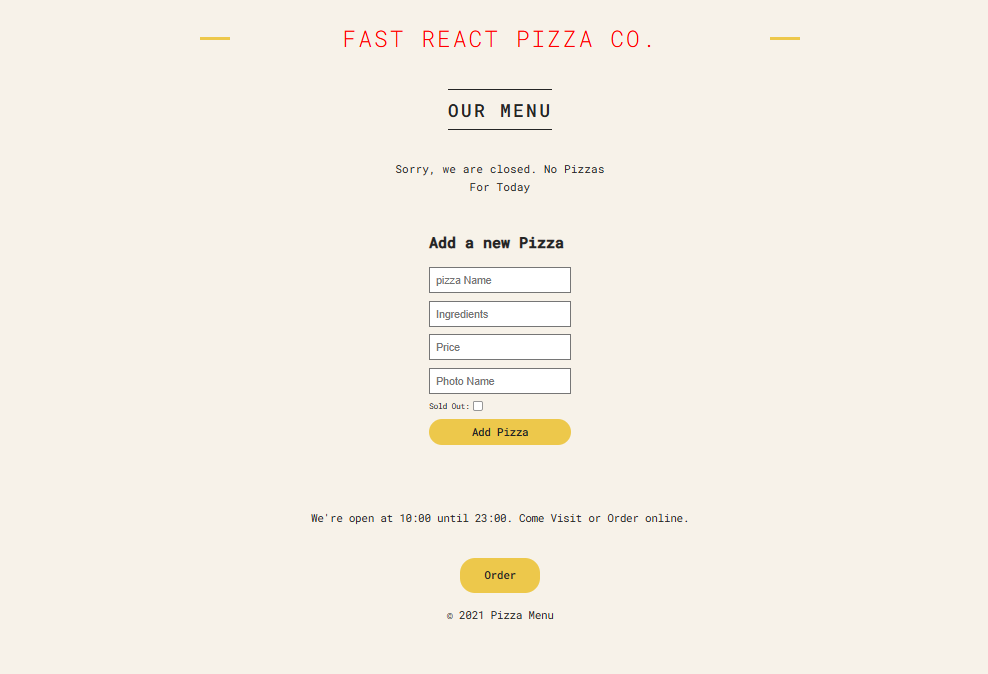 FAST REACT PIZZA CO.
OUR MENU
Sorry, we are closed. No Pizzas
For Today
Add a new Pizza
pizza Name
Ingredients
Price
Photo Name
Sold Out:
Add Pizza
We're open at 10:00 until 23:00. Come Visit or Order online.
Order
© 2021 Pizza Menu